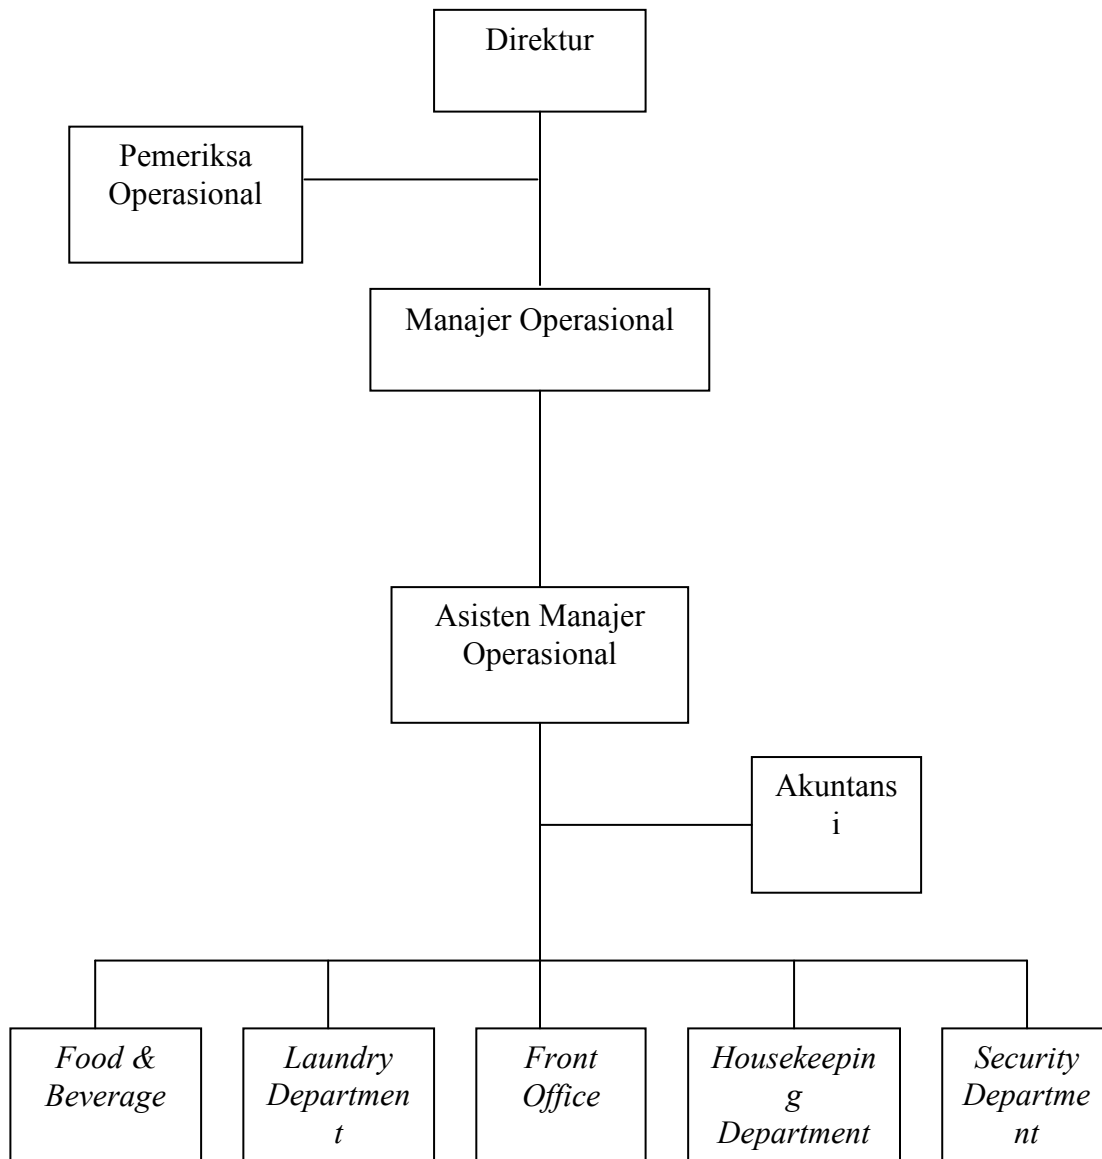 Direktur
Pemeriksa
Operasional
Manajer Operasional
Asisten Manajer
Operasional
Akuntans
i
Food &
Beverage
Laundry
Departmen
t
Front
Office
Housekeepin
g
Department
Security
Departme
nt